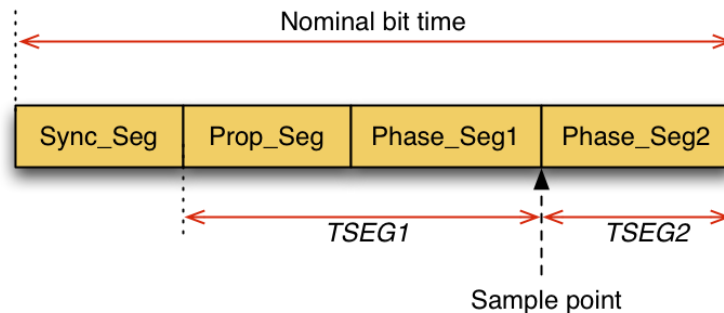 Nominal bit time
Sync_Seg Prop_Seg Phase_Seg1 Phase_Seg2
TSEG1 TSEG2
Sample point